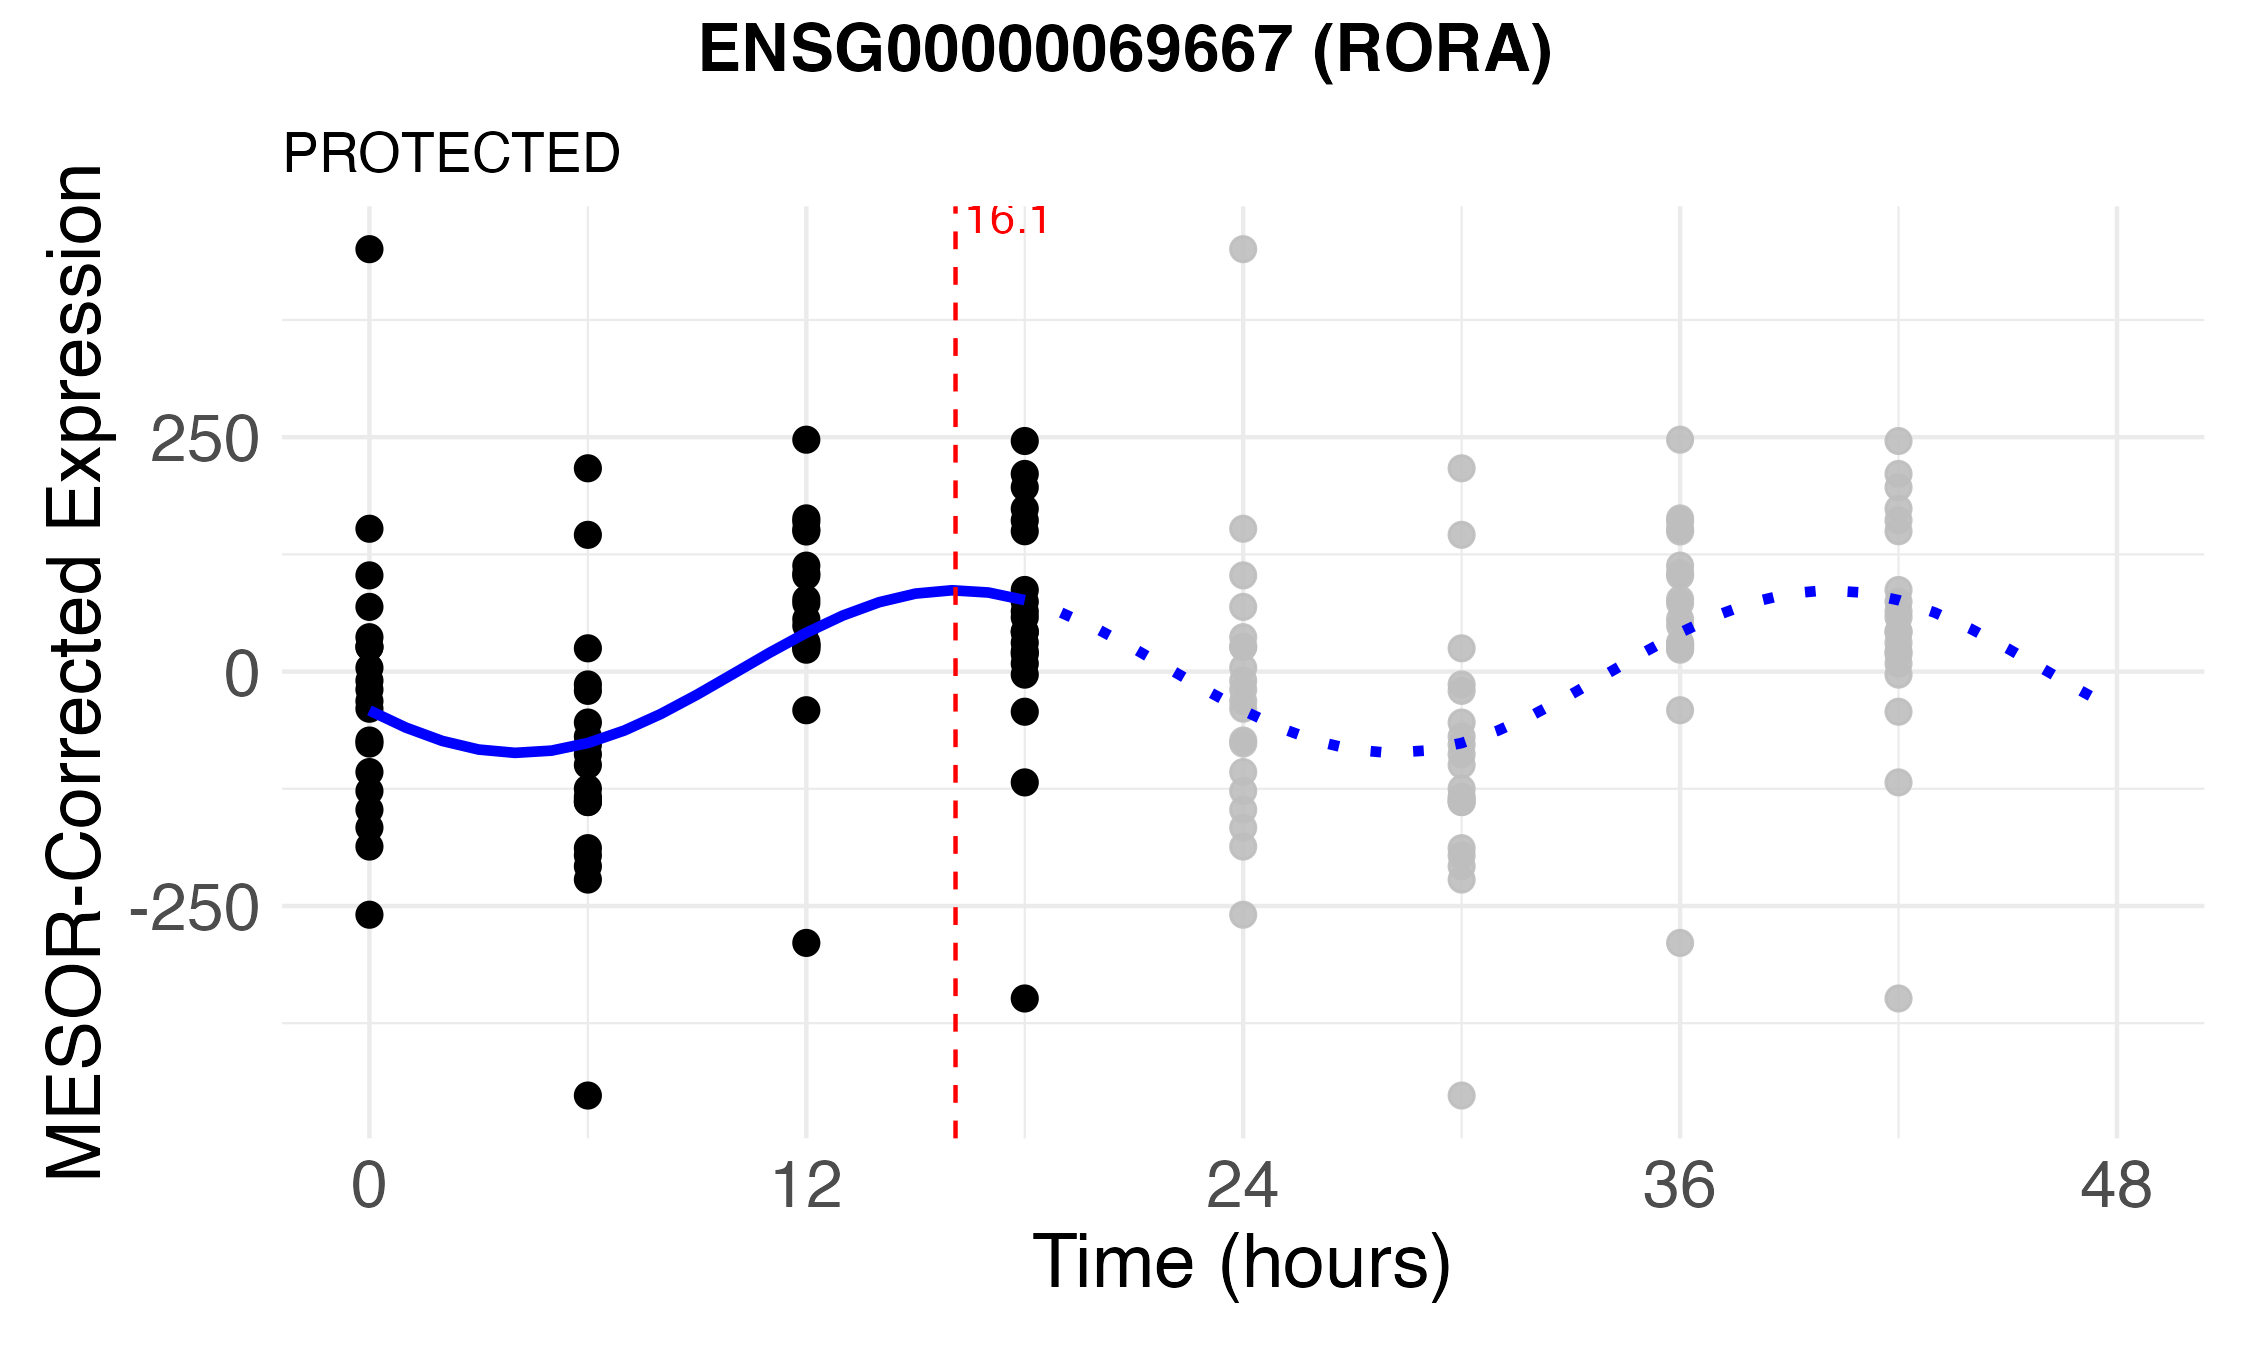 ENSG00000069667 (RORA)
PROTECTED
16.1
MESOR-Corrected Expression
250
0
-250
0 12 24 36 48
Time (hours)